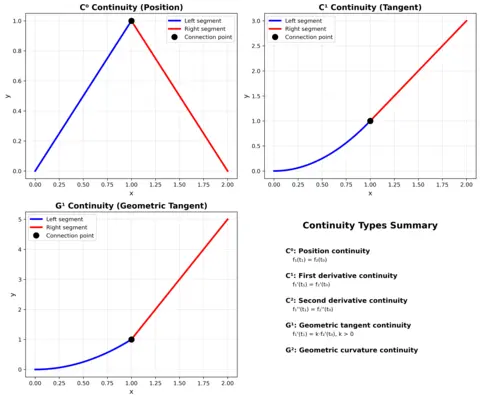 C⁰ Continuity (Position)
Left segment
Right segment
Connection point
1.0
0.8
0.6
0.4
0.2
0.0
y
0.00 0.25 0.50 0.75 1.00 1.25 1.50 1.75 2.00
x
C¹ Continuity (Tangent)
Left segment
Right segment
Connection point
3.0
2.5
2.0
1.5
1.0
0.5
0.0
y
0.00 0.25 0.50 0.75 1.00 1.25 1.50 1.75 2.00
x
G¹ Continuity (Geometric Tangent)
Left segment
Right segment
Connection point
5
4
3
2
1
0
y
0.00 0.25 0.50 0.75 1.00 1.25 1.50 1.75 2.00
x
Continuity Types Summary
C⁰: Position continuity
f₁(t₁) = f₂(t₀)
C¹: First derivative continuity
f₁'(t₁) = f₂'(t₀)
C²: Second derivative continuity
f₁''(t₁) = f₂''(t₀)
G¹: Geometric tangent continuity
f₁'(t₁) = k·f₂'(t₀), k > 0
G²: Geometric curvature continuity